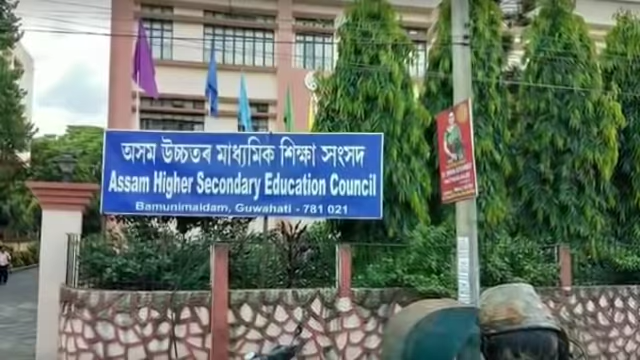 অসম উচ্চতৰ মাধ্যমিক শিক্ষা সংসদ
Assam Higher Secondary Education Council
Bamunimaidam, Guwahati - 781 021